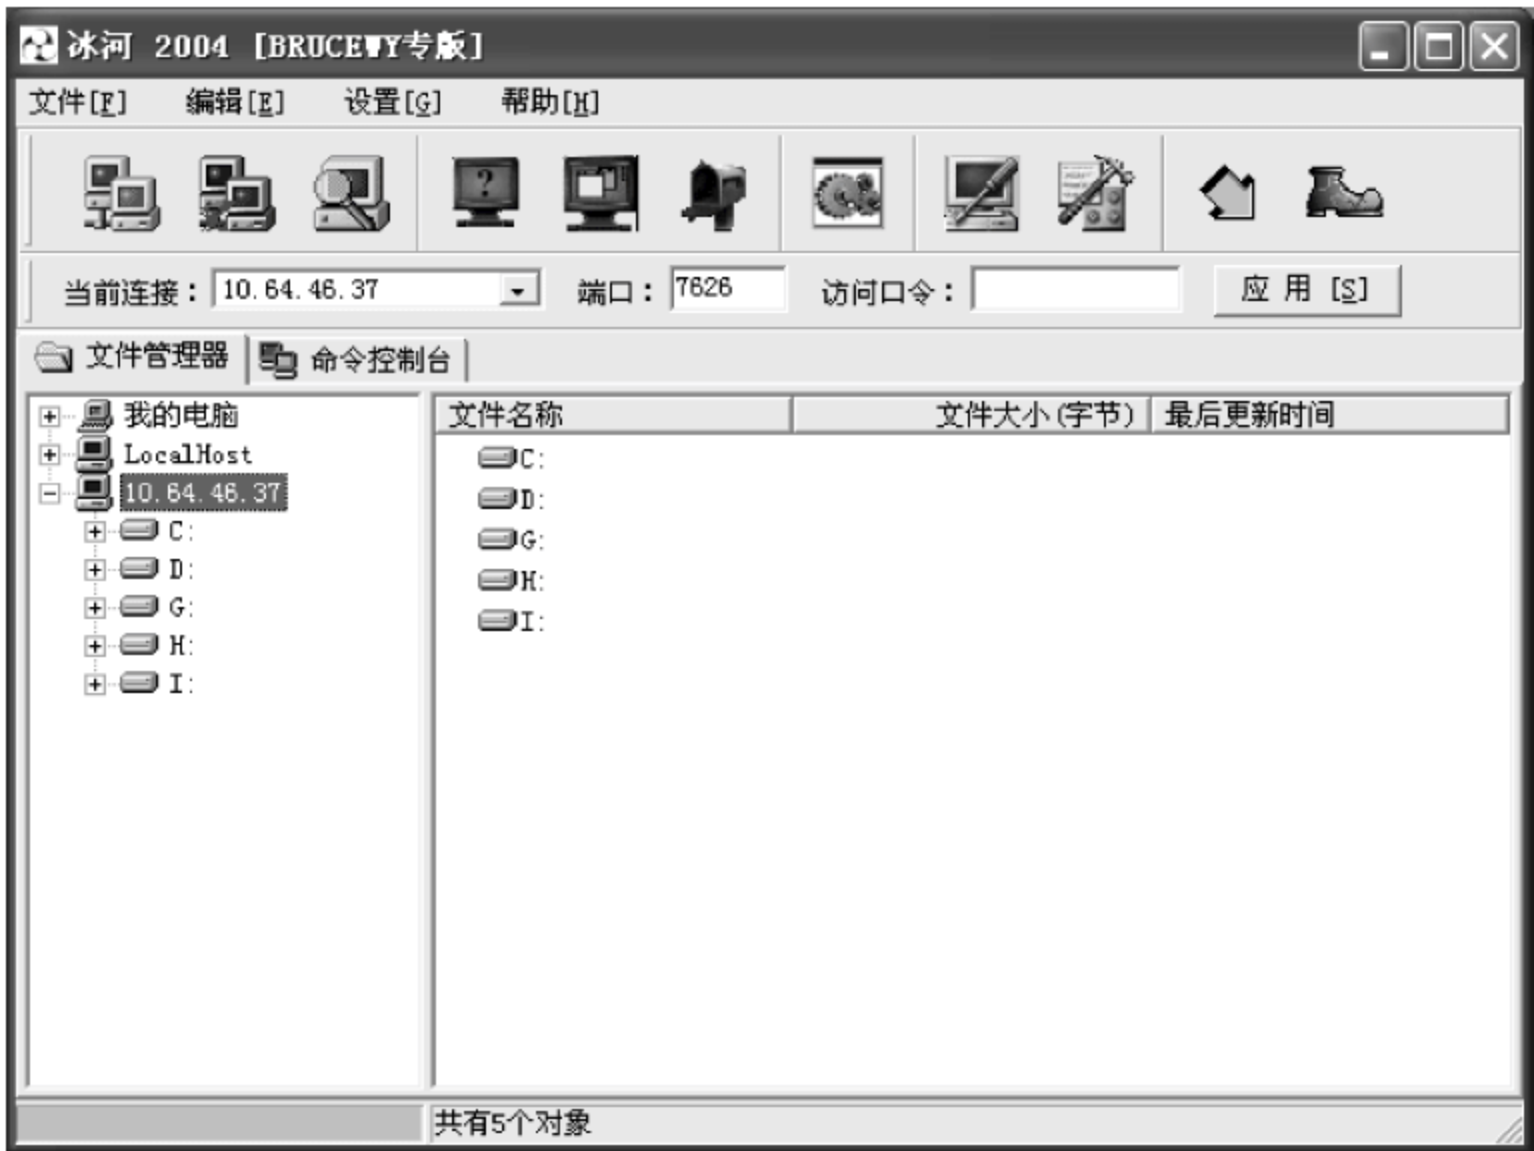 冰河 2004 [BRUCEWY专版]
文件[F] 编辑[E] 设置[G] 帮助[H]
?
当前连接： 10.64.46.37 端口： 7626 访问口令： 应 用 [S]
文件管理器 命令控制台
我的电脑
LocalHost
10.64.46.37
C:
D:
G:
H:
I:
文件名称 文件大小(字节) 最后更新时间
C:
D:
G:
H:
I:
共有5个对象